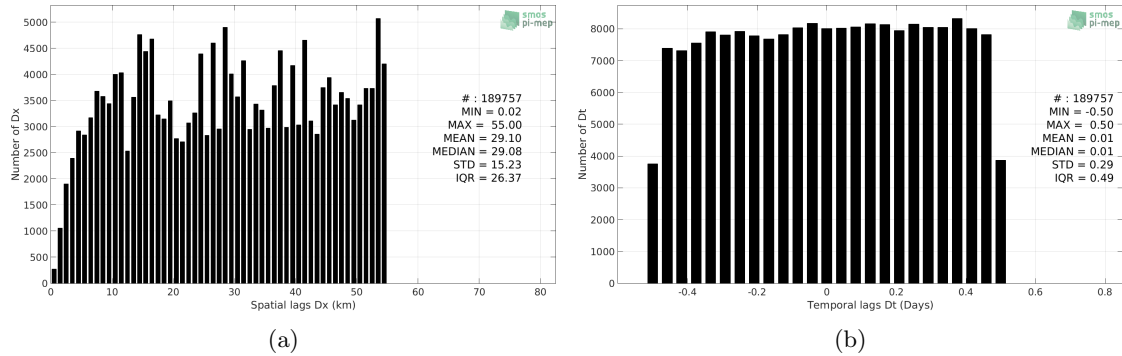 5000
4500
4000
3500
3000
2500
2000
1500
1000
500
0
Number of Dx
0 10 20 30 40 50 60 70 80
Spatial lags Dx (km)
smos
pi-mep
# : 189757
MIN = 0.02
MAX = 55.00
MEAN = 29.10
MEDIAN = 29.08
STD = 15.23
IQR = 26.37
(a)
8000
7000
6000
5000
4000
3000
2000
1000
0
Number of Dt
-0.4 -0.2 0 0.2 0.4 0.6 0.8
Temporal lags Dt (Days)
smos
pi-mep
# : 189757
MIN = -0.50
MAX = 0.50
MEAN = 0.01
MEDIAN = 0.01
STD = 0.29
IQR = 0.49
(b)